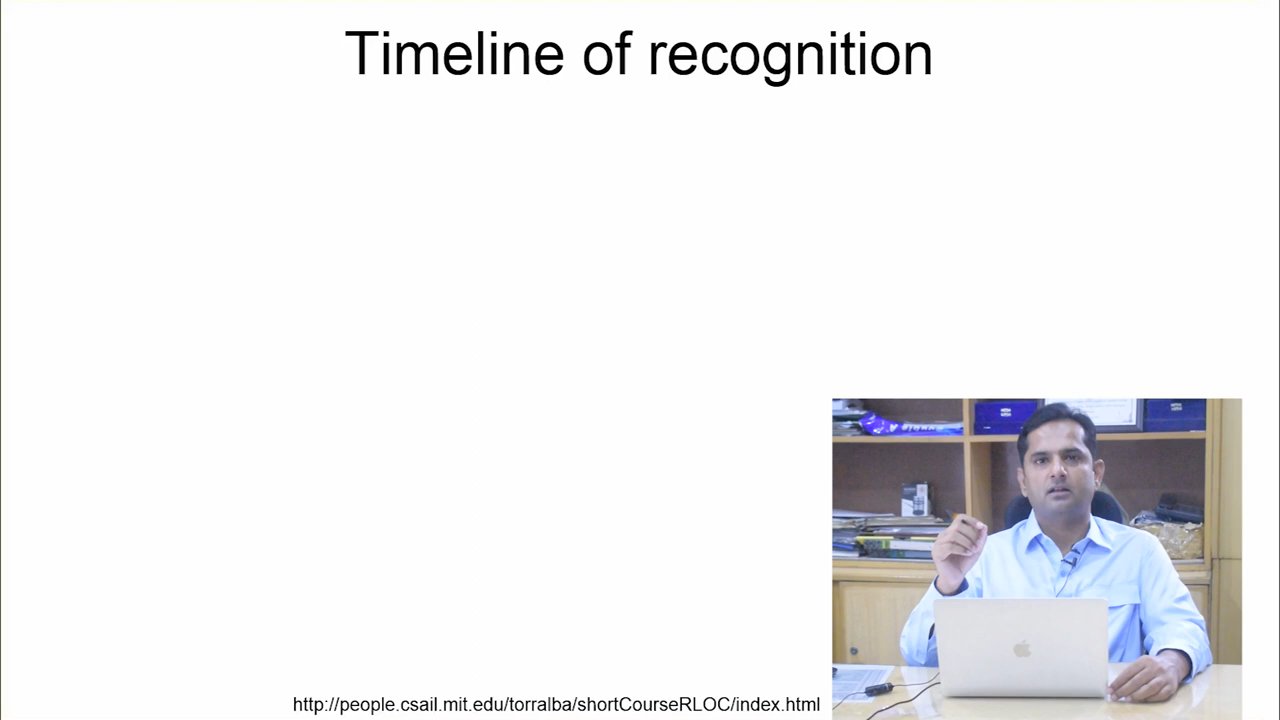 Timeline of recognition
http://people.csail.mit.edu/torralba/shortCourseRLOC/index.html